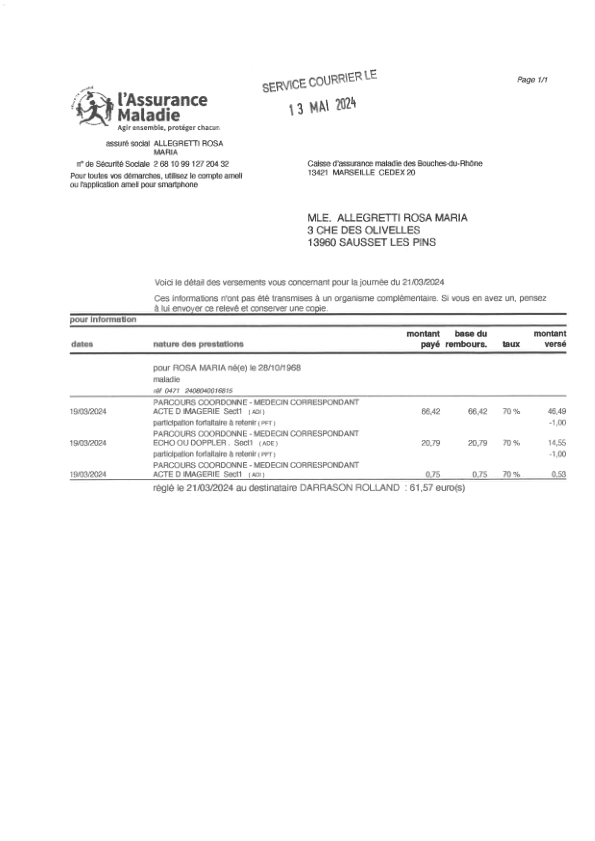 SERVICE COURRIER LE
13 MAI 2024
Page 1/1
l'Assurance
Maladie
Agir ensemble, protéger chacun
assuré social ALLEGRETTI ROSA
MARIA
n° de Sécurité Sociale 2 68 10 99 127 204 32
Pour toutes vos démarches, utilisez le compte ameli
ou l'application ameli pour smartphone
Caisse d'assurance maladie des Bouches-du-Rhône
13421 MARSEILLE CEDEX 20
MLE. ALLEGRETTI ROSA MARIA
3 CHE DES OLIVELLES
13960 SAUSSET LES PINS
Voici le détail des versements vous concernant pour la journée du 21/03/2024
Ces informations n'ont pas été transmises à un organisme complémentaire. Si vous en avez un, pensez
à lui envoyer ce relevé et conserver une copie.
pour information
dates nature des prestations montant payé base du rembours. taux montant versé
pour ROSA MARIA né(e) le 28/10/1968
maladie
réf 0471 2408040016815
PARCOURS COORDONNE - MEDECIN CORRESPONDANT
19/03/2024 ACTE D IMAGERIE Sect1 ( ADI ) 66,42 66,42 70 % 46,49
participation forfaitaire à retenir ( PFT ) -1,00
PARCOURS COORDONNE - MEDECIN CORRESPONDANT
19/03/2024 ECHO OU DOPPLER . Sect1 ( ADE ) 20,79 20,79 70 % 14,55
participation forfaitaire à retenir ( PFT ) -1,00
PARCOURS COORDONNE - MEDECIN CORRESPONDANT
19/03/2024 ACTE D IMAGERIE Sect1 ( ADI ) 0,75 0,75 70 % 0,53
réglé le 21/03/2024 au destinataire DARRASON ROLLAND : 61,57 euro(s)